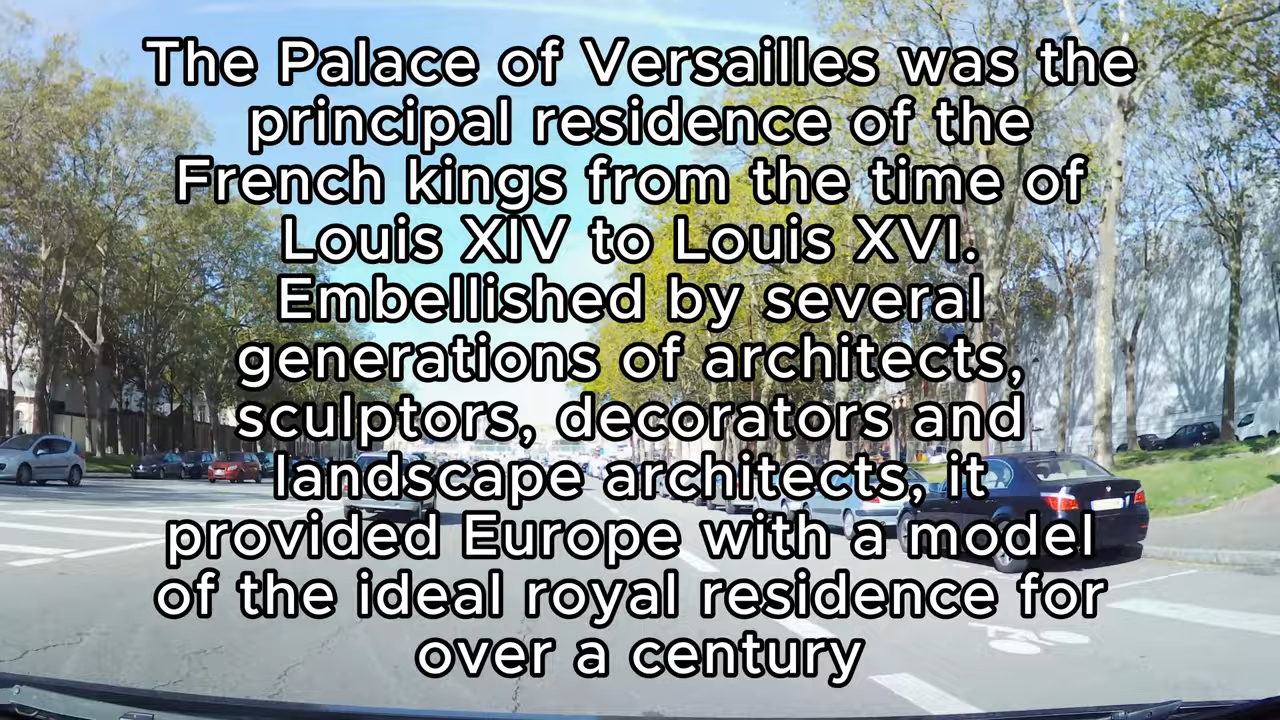 The Palace of Versailles was the
principal residence of the
French kings from the time of
Louis XIV to Louis XVI.
Embellished by several
generations of architects,
sculptors, decorators and
landscape architects, it
provided Europe with a model
of the ideal royal residence for
over a century